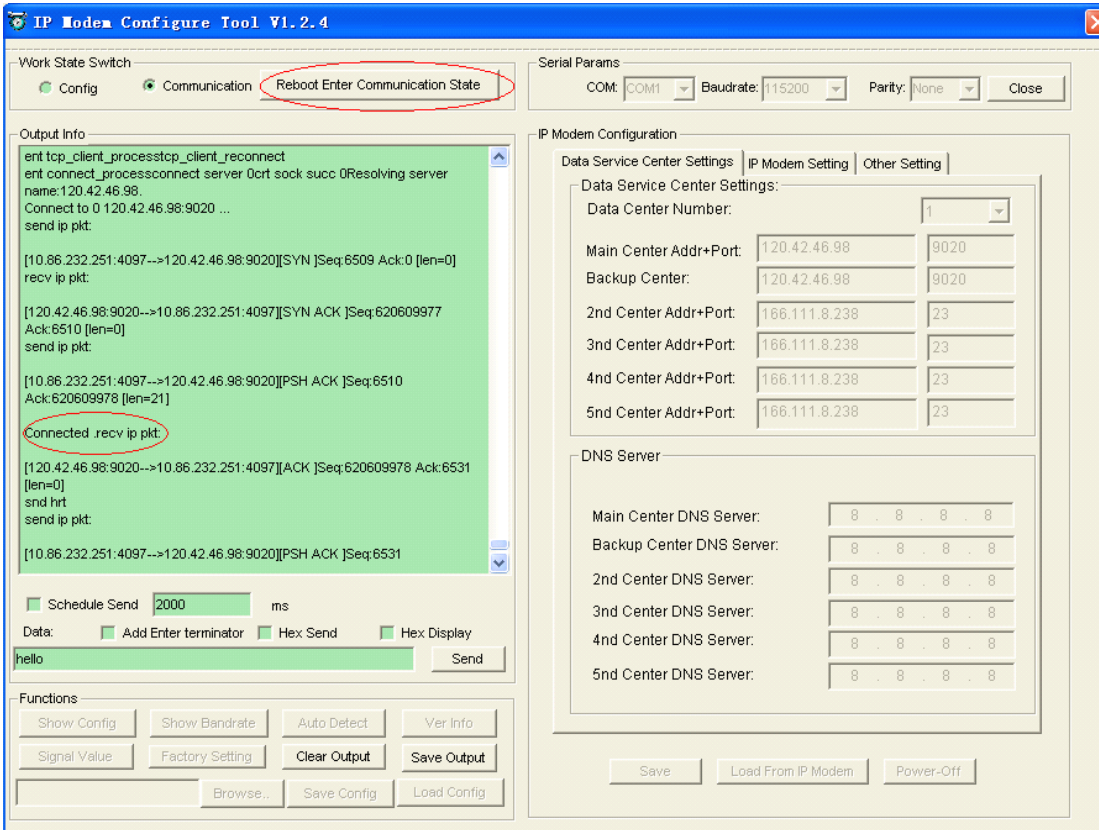 IP Modem Configure Tool V1.2.4
Work State Switch
Config
Communication
Reboot Enter Communication State
Serial Params
COM: COM1
Baudrate: 115200
Parity: None
Close
Output Info
ent tcp_client_processtcp_client_reconnect
ent connect_processconnect server 0crt sock succ 0Resolving server
name:120.42.46.98.
Connect to 0 120.42.46.98:9020 ...
send ip pkt:
[10.86.232.251:4097-->120.42.46.98:9020][SYN ]Seq:6509 Ack:0 [len=0]
recv ip pkt:
[120.42.46.98:9020-->10.86.232.251:4097][SYN ACK ]Seq:620609977
Ack:6510 [len=0]
send ip pkt:
[10.86.232.251:4097-->120.42.46.98:9020][PSH ACK ]Seq:6510
Ack:620609978 [len=21]
Connected .recv ip pkt:
[120.42.46.98:9020-->10.86.232.251:4097][ACK ]Seq:620609978 Ack:6531
[len=0]
snd hrt
send ip pkt:
[10.86.232.251:4097-->120.42.46.98:9020][PSH ACK ]Seq:6531
Schedule Send 2000 ms
Data: Add Enter terminator Hex Send Hex Display
hello Send
Functions
Show Config Show Bandrate Auto Detect Ver Info
Signal Value Factory Setting Clear Output Save Output
Browse.. Save Config Load Config
IP Modem Configuration
Data Service Center Settings IP Modem Setting Other Setting
Data Service Center Settings:
Data Center Number: 1
Main Center Addr+Port: 120.42.46.98 9020
Backup Center: 120.42.46.98 9020
2nd Center Addr+Port: 166.111.8.238 23
3nd Center Addr+Port: 166.111.8.238 23
4nd Center Addr+Port: 166.111.8.238 23
5nd Center Addr+Port: 166.111.8.238 23
DNS Server
Main Center DNS Server: 8 . 8 . 8 . 8
Backup Center DNS Server: 8 . 8 . 8 . 8
2nd Center DNS Server: 8 . 8 . 8 . 8
3nd Center DNS Server: 8 . 8 . 8 . 8
4nd Center DNS Server: 8 . 8 . 8 . 8
5nd Center DNS Server: 8 . 8 . 8 . 8
Save Load From IP Modem Power-Off